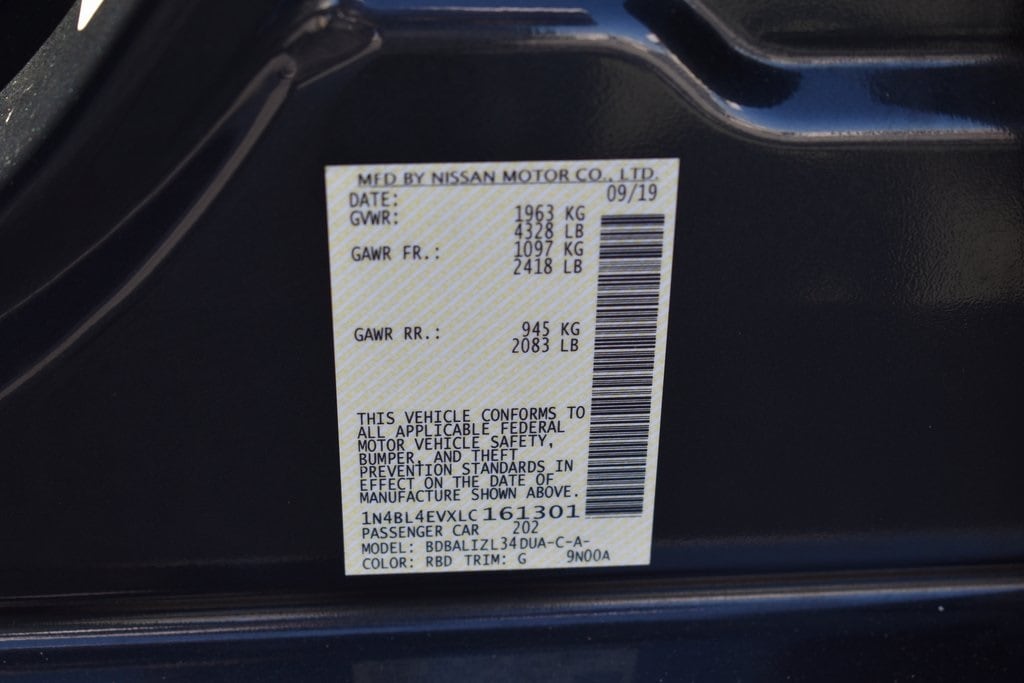 MFD BY NISSAN MOTOR CO., LTD.
DATE: 09/19
GVWR: 1963 KG
4328 LB
GAWR FR.: 1097 KG
2418 LB
GAWR RR.: 945 KG
2083 LB
THIS VEHICLE CONFORMS TO
ALL APPLICABLE FEDERAL
MOTOR VEHICLE SAFETY,
BUMPER, AND THEFT
PREVENTION STANDARDS IN
EFFECT ON THE DATE OF
MANUFACTURE SHOWN ABOVE.
1N4BL4EVXLC161301
PASSENGER CAR 202
MODEL: BDBALIZL34DUA-C-A-
COLOR: RBD TRIM: G 9N00A